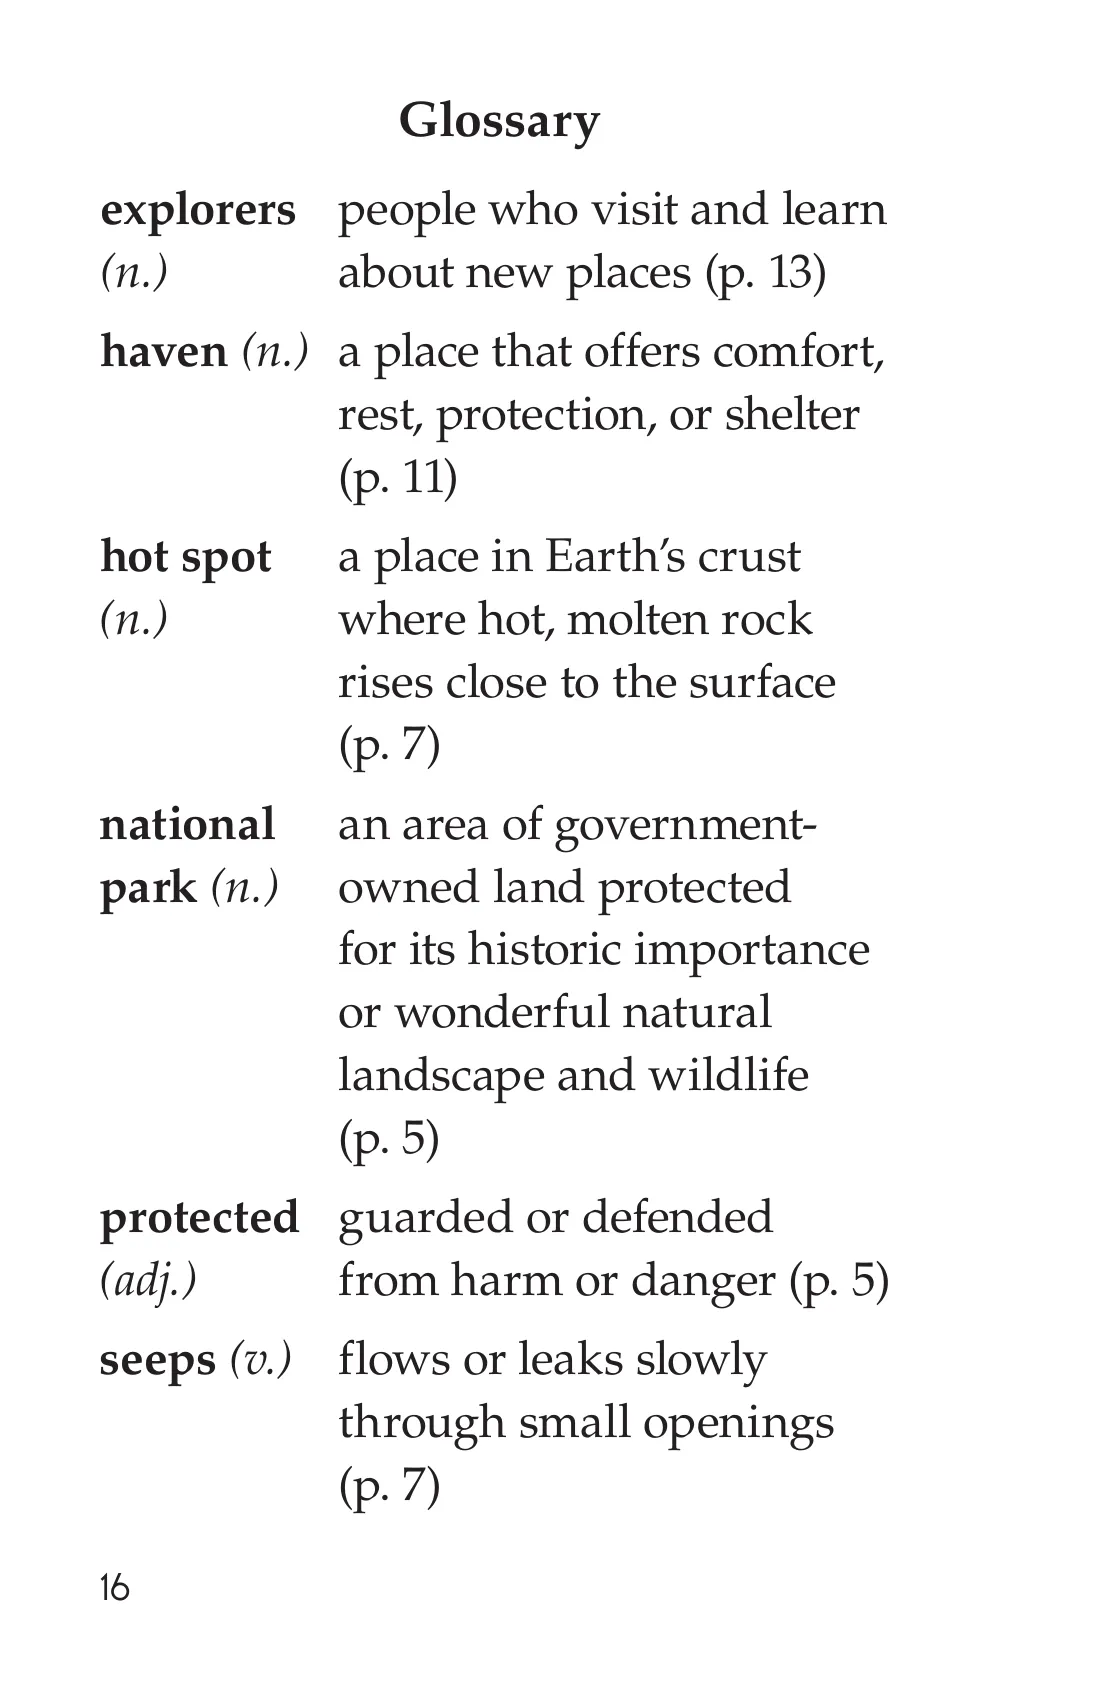 Glossary
explorers people who visit and learn
(n.) about new places (p. 13)
haven (n.) a place that offers comfort,
rest, protection, or shelter
(p. 11)
hot spot a place in Earth’s crust
(n.) where hot, molten rock
rises close to the surface
(p. 7)
national an area of government-
park (n.) owned land protected
for its historic importance
or wonderful natural
landscape and wildlife
(p. 5)
protected guarded or defended
(adj.) from harm or danger (p. 5)
seeps (v.) flows or leaks slowly
through small openings
(p. 7)
16